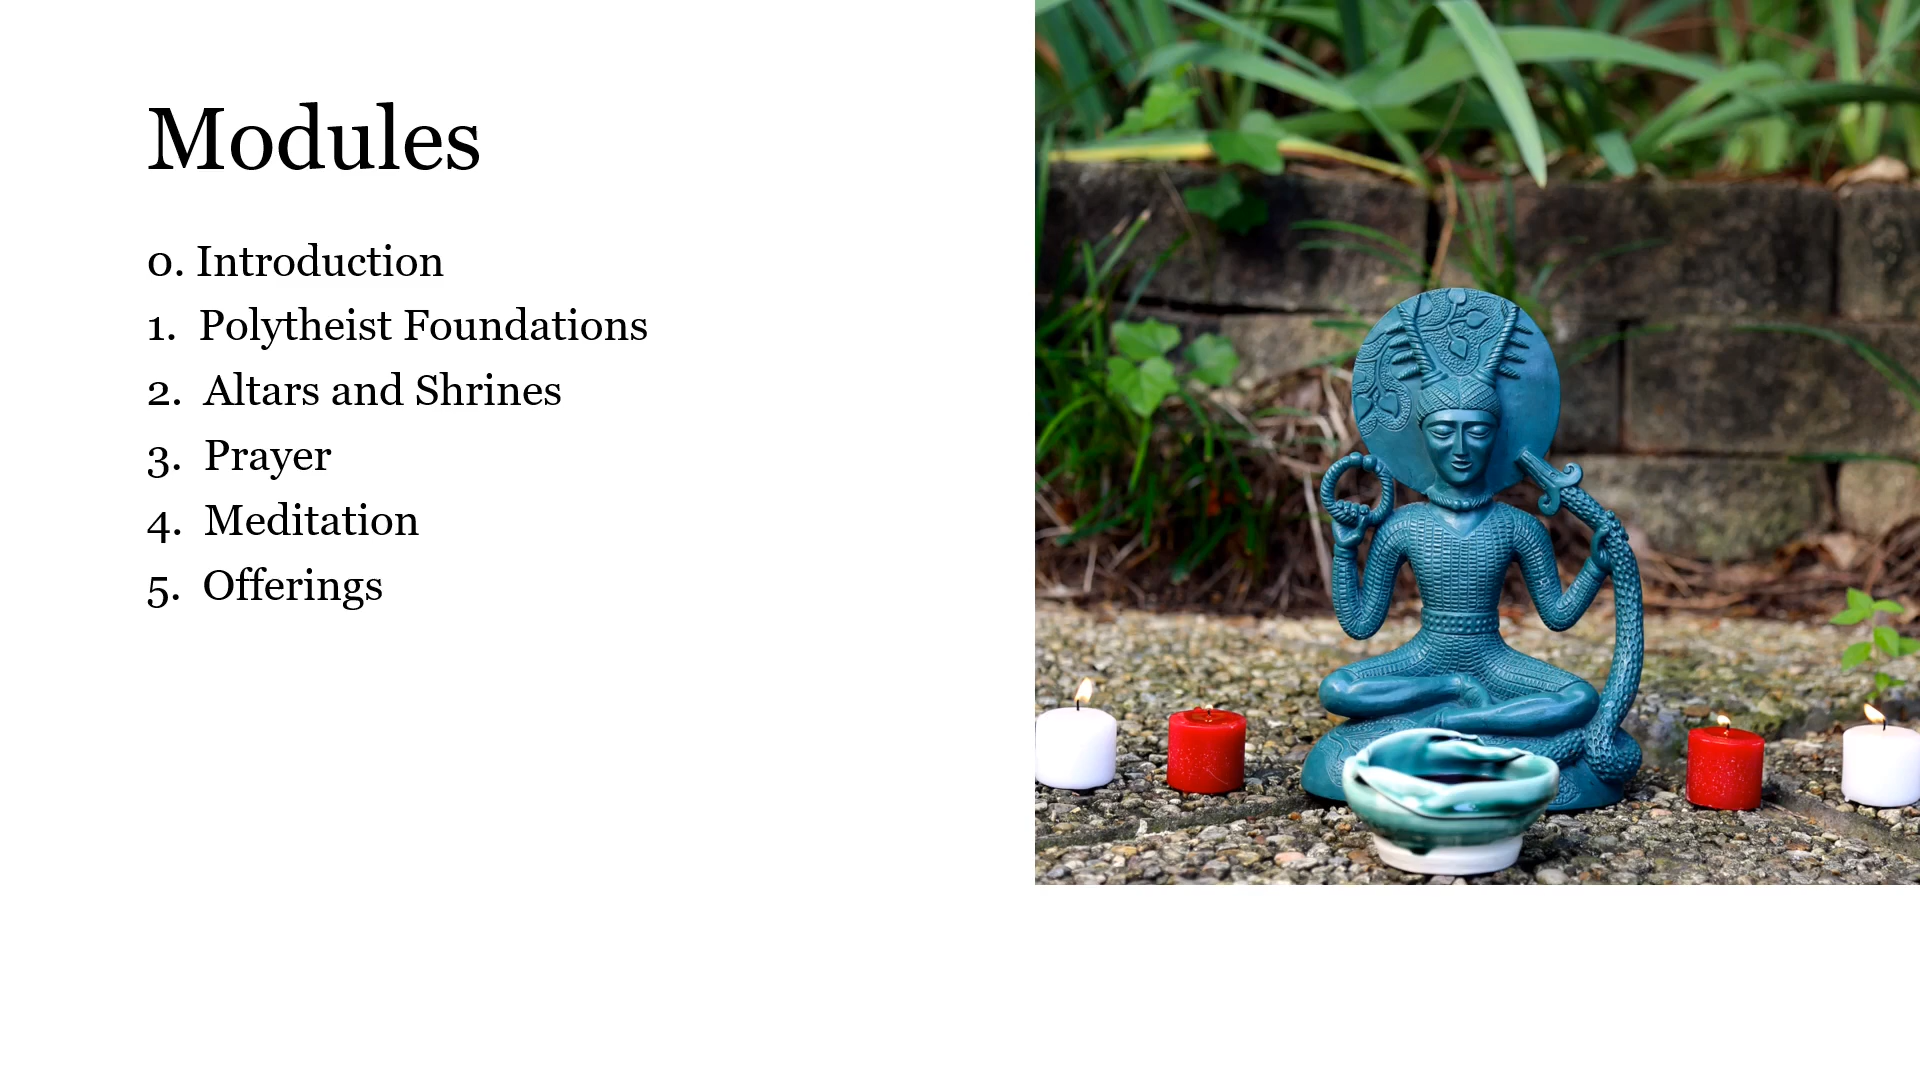 Modules
0. Introduction
1. Polytheist Foundations
2. Altars and Shrines
3. Prayer
4. Meditation
5. Offerings